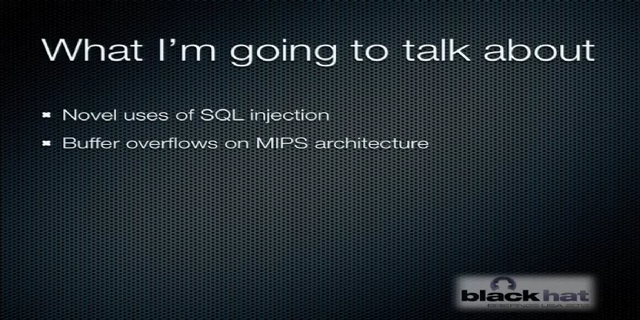 What I'm going to talk about
Novel uses of SQL injection
Buffer overflows on MIPS architecture
black hat